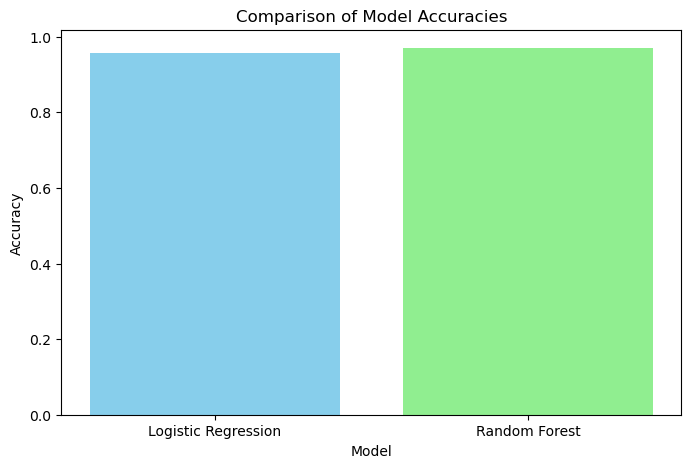 Comparison of Model Accuracies
1.0
0.8
0.6
0.4
0.2
0.0
Accuracy
Logistic Regression
Random Forest
Model